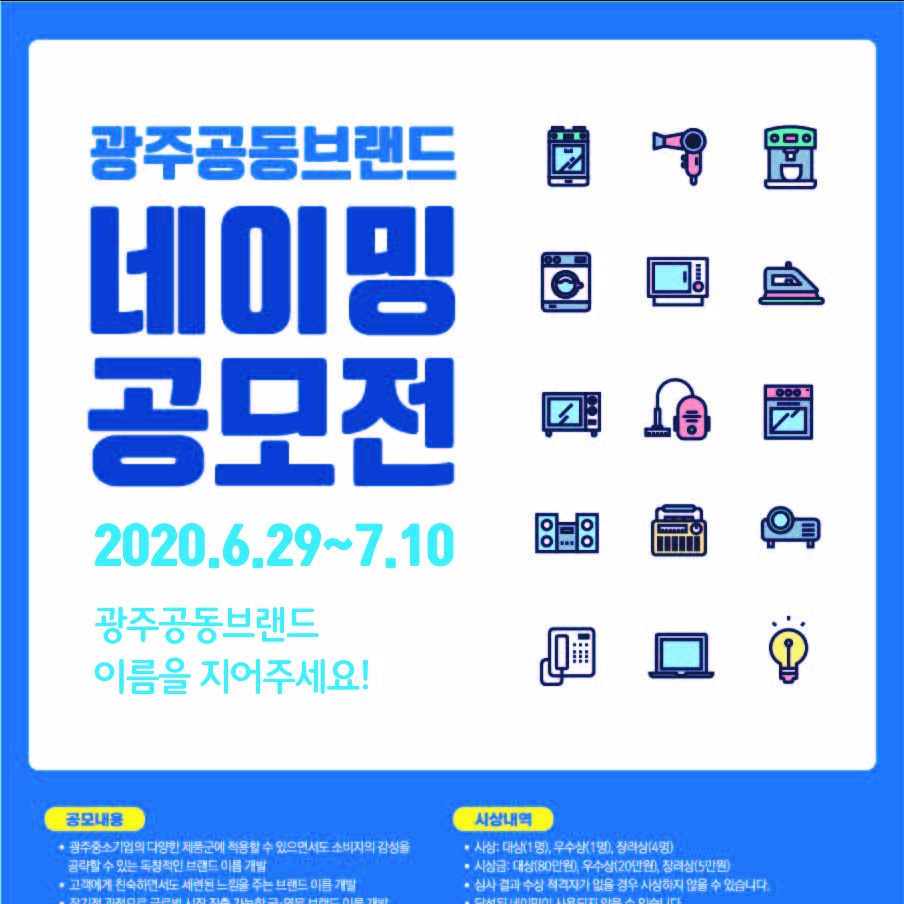 광주공동브랜드
네이밍
공모전
2020.6.29~7.10
광주공동브랜드
이름을 지어주세요!
공모내용
• 광주중소기업의 다양한 제품군에 적용할 수 있으면서도 소비자의 감성을
공략할 수 있는 독창적인 브랜드 이름 개발
• 고객에게 친숙하면서도 세련된 느낌을 주는 브랜드 이름 개발
시상내역
• 시상: 대상(1명), 우수상(1명), 장려상(4명)
• 시상금: 대상(80만원), 우수상(20만원), 장려상(5만원)
• 심사 결과 수상 적격자가 없을 경우 시상하지 않을 수 있습니다.